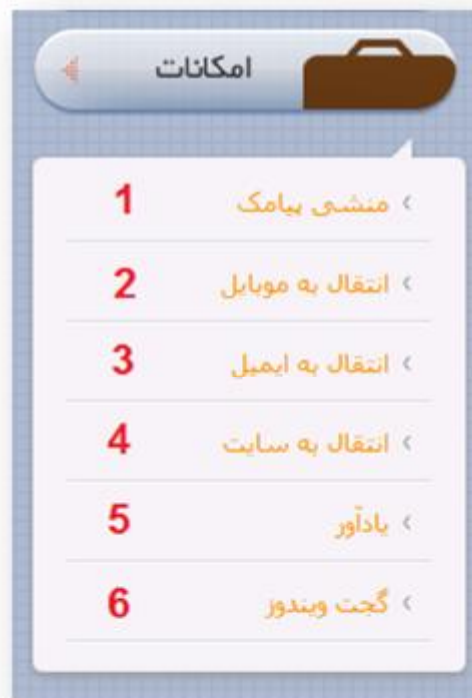 امکانات
منشی پیامک 1
انتقال به موبایل 2
انتقال به ایمیل 3
انتقال به سایت 4
یادآور 5
گجت ویندوز 6